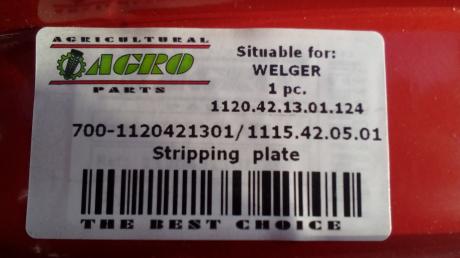 AGRICULTURAL
AGRO
PARTS
Situable for:
WELGER
1 pc.
1120.42.13.01.124
700-1120421301/1115.42.05.01
Stripping plate
THE BEST CHOICE